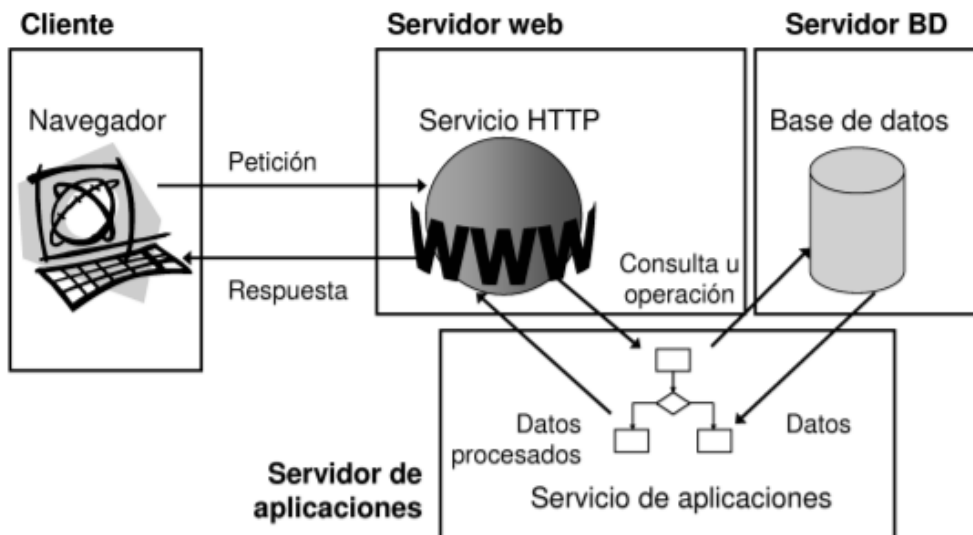 Cliente
Servidor web
Servidor BD
Navegador
Servicio HTTP
Base de datos
Petición
WWW
Respuesta
Consulta u
operación
Datos
procesados
Datos
Servidor de
aplicaciones
Servicio de aplicaciones